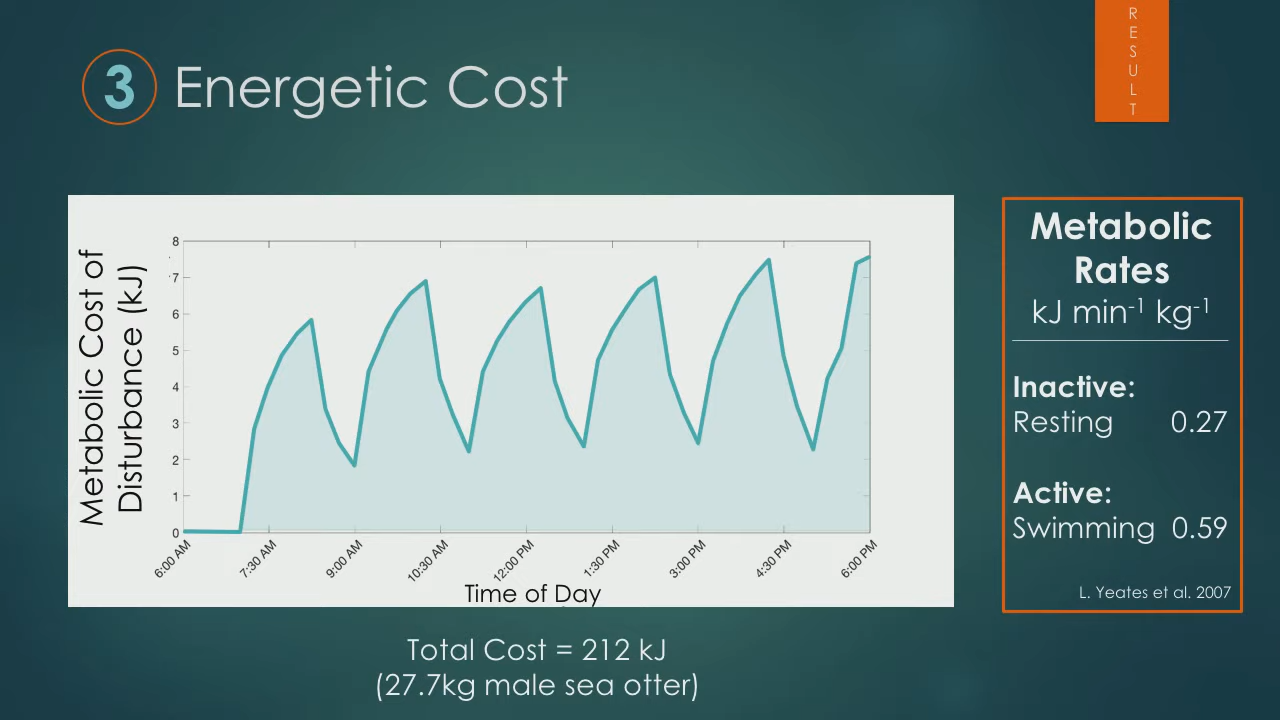 3 Energetic Cost
R
E
S
U
L
T
Metabolic Cost of
Disturbance (kJ)
8
7
6
5
4
3
2
1
0
6:00 AM
7:30 AM
9:00 AM
10:30 AM
12:00 PM
1:30 PM
3:00 PM
4:30 PM
6:00 PM
Time of Day
Total Cost = 212 kJ
(27.7kg male sea otter)
Metabolic
Rates
kJ min⁻¹ kg⁻¹
Inactive:
Resting 0.27
Active:
Swimming 0.59
L. Yeates et al. 2007